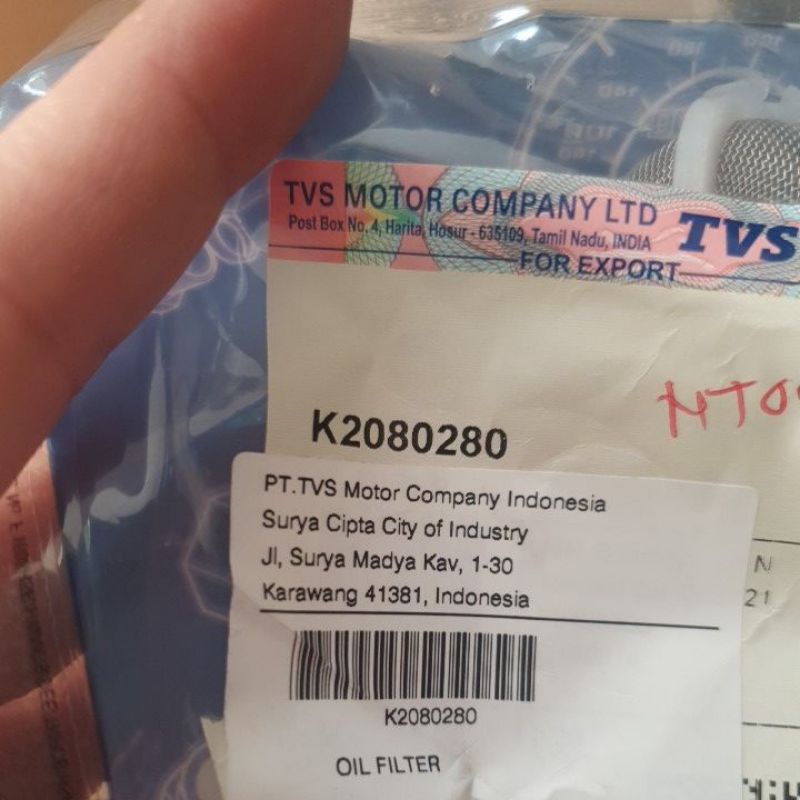 TVS MOTOR COMPANY LTD
Post Box No. 4, Harita, Hosur - 635109, Tamil Nadu, INDIA
TVS
FOR EXPORT
K2080280
PT.TVS Motor Company Indonesia
Surya Cipta City of Industry
Jl, Surya Madya Kav, 1-30
Karawang 41381, Indonesia
N
21
K2080280
OIL FILTER